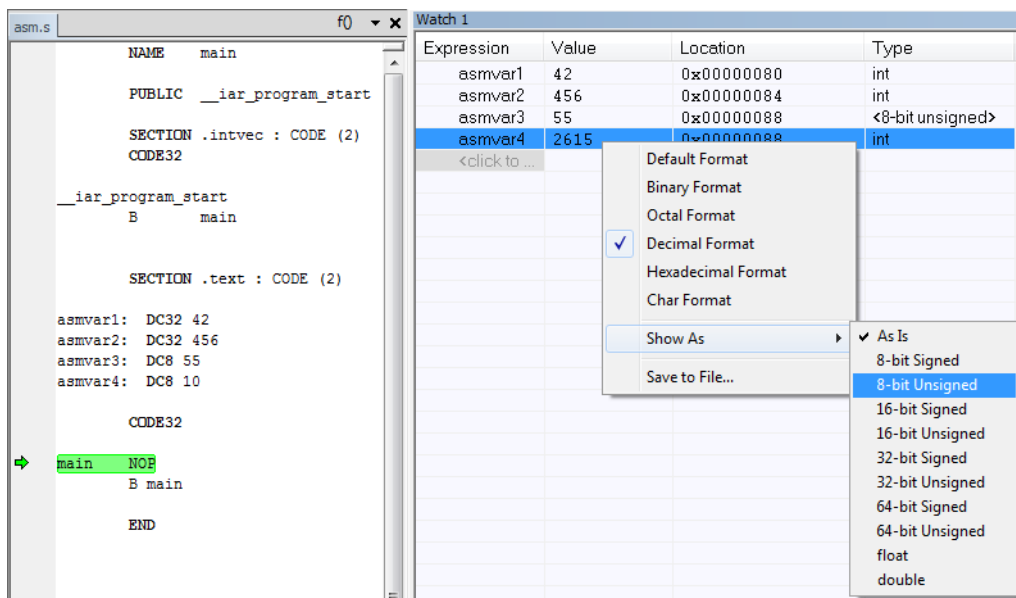 asm.s
f()
NAME main
PUBLIC __iar_program_start
SECTION .intvec : CODE (2)
CODE32
__iar_program_start
B main
SECTION .text : CODE (2)
asmvar1: DC32 42
asmvar2: DC32 456
asmvar3: DC8 55
asmvar4: DC8 10
CODE32
main NOP
B main
END
Watch 1
Expression Value Location Type
asmvar1 42 0x00000080 int
asmvar2 456 0x00000084 int
asmvar3 55 0x00000088 <8-bit unsigned>
asmvar4 2615 0x00000088 int
<click to ...
Default Format
Binary Format
Octal Format
Decimal Format
Hexadecimal Format
Char Format
Show As
Save to File...
As Is
8-bit Signed
8-bit Unsigned
16-bit Signed
16-bit Unsigned
32-bit Signed
32-bit Unsigned
64-bit Signed
64-bit Unsigned
float
double